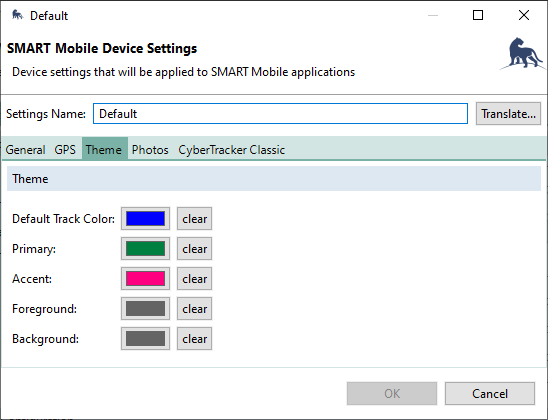 Default
SMART Mobile Device Settings
Device settings that will be applied to SMART Mobile applications
Settings Name: Default Translate...
General GPS Theme Photos CyberTracker Classic
Theme
Default Track Color: clear
Primary: clear
Accent: clear
Foreground: clear
Background: clear
OK Cancel